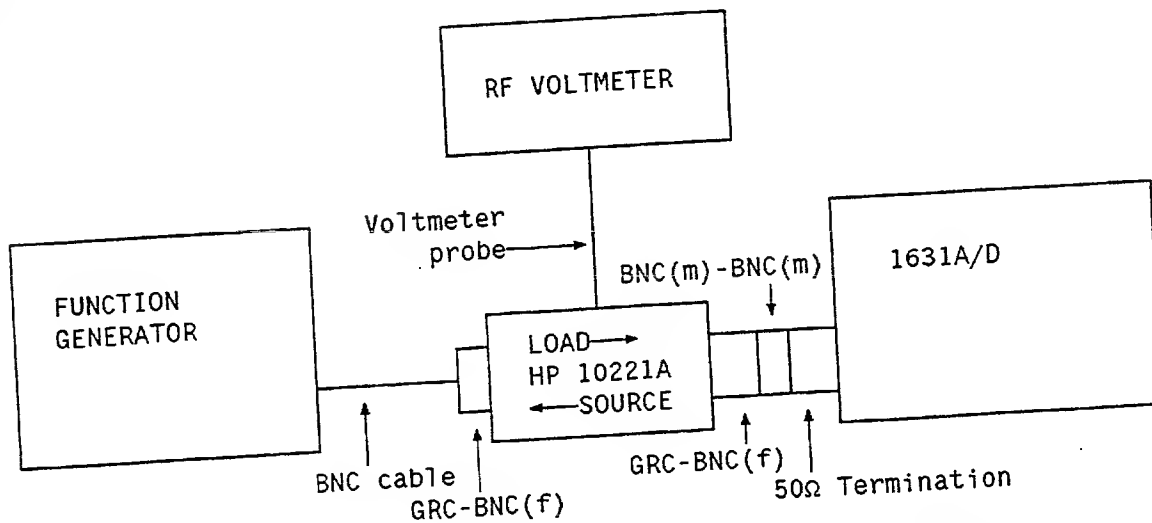 RF VOLTMETER
Voltmeter
probe
BNC(m)-BNC(m)
1631A/D
FUNCTION
GENERATOR
LOAD
HP 10221A
SOURCE
BNC cable
GRC-BNC(f)
GRC-BNC(f)
50Ω Termination